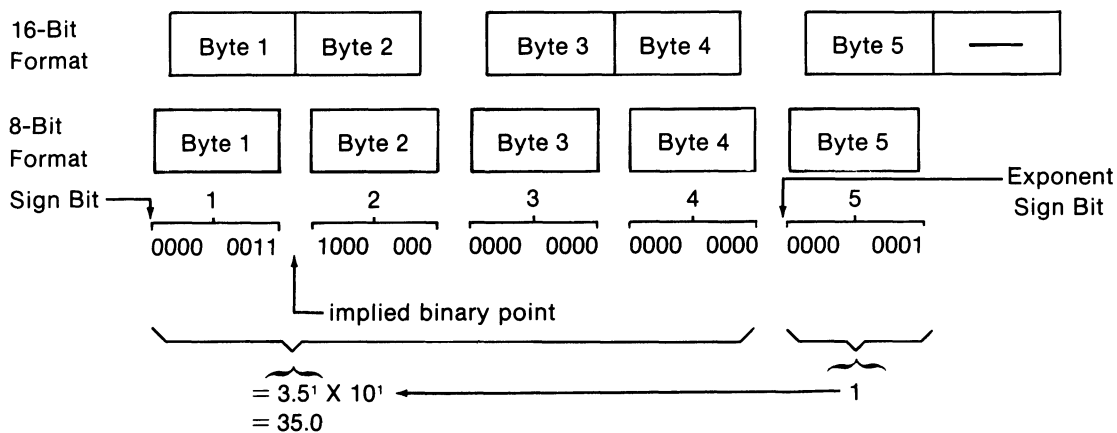 16-Bit Format
Byte 1 Byte 2 Byte 3 Byte 4 Byte 5 —
8-Bit Format
Byte 1 Byte 2 Byte 3 Byte 4 Byte 5
Sign Bit 1 2 3 4 5 Exponent Sign Bit
0000 0011 1000 000 0000 0000 0000 0000 0000 0001
implied binary point
= 3.5¹ X 10¹ 1
= 35.0